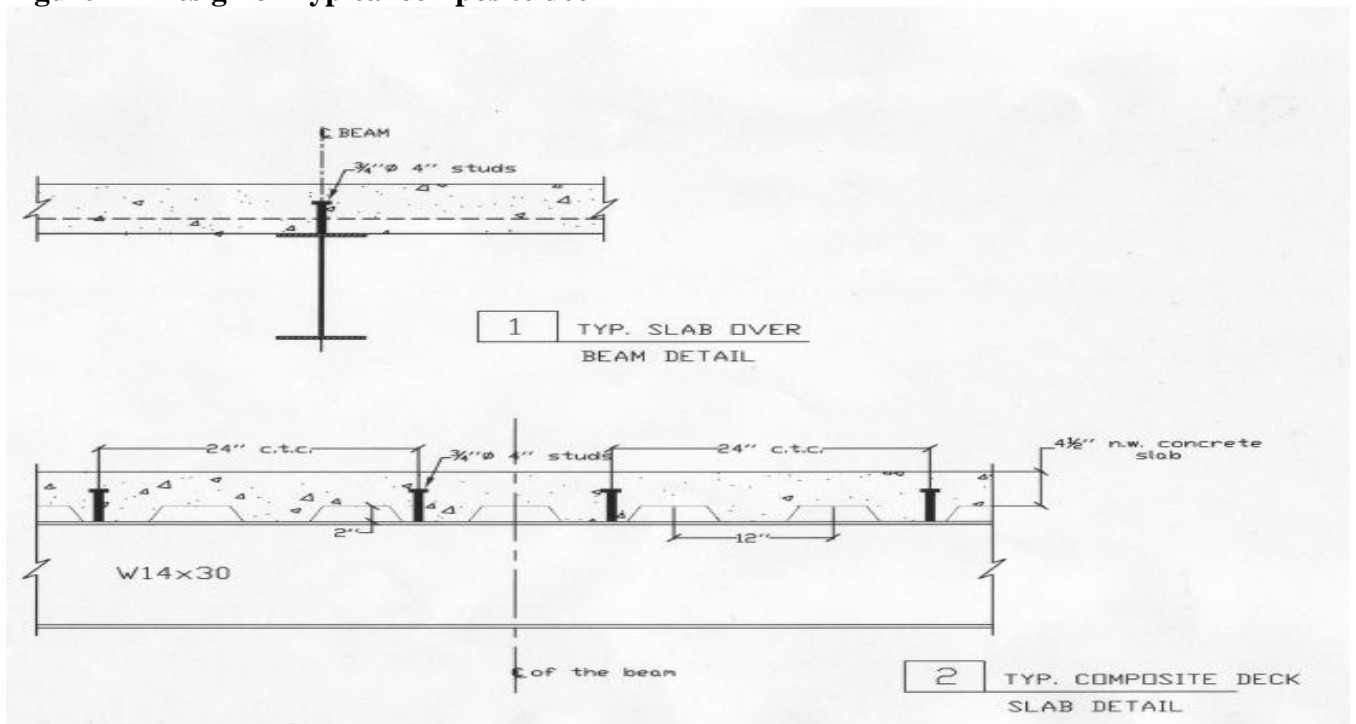 ℄ BEAM
¾"ø 4" studs
1 TYP. SLAB OVER
BEAM DETAIL
24" c.t.c.
¾"ø 4" studs
24" c.t.c.
4½" n.w. concrete
slab
2"
12"
W14x30
℄ of the beam
2 TYP. COMPOSITE DECK
SLAB DETAIL